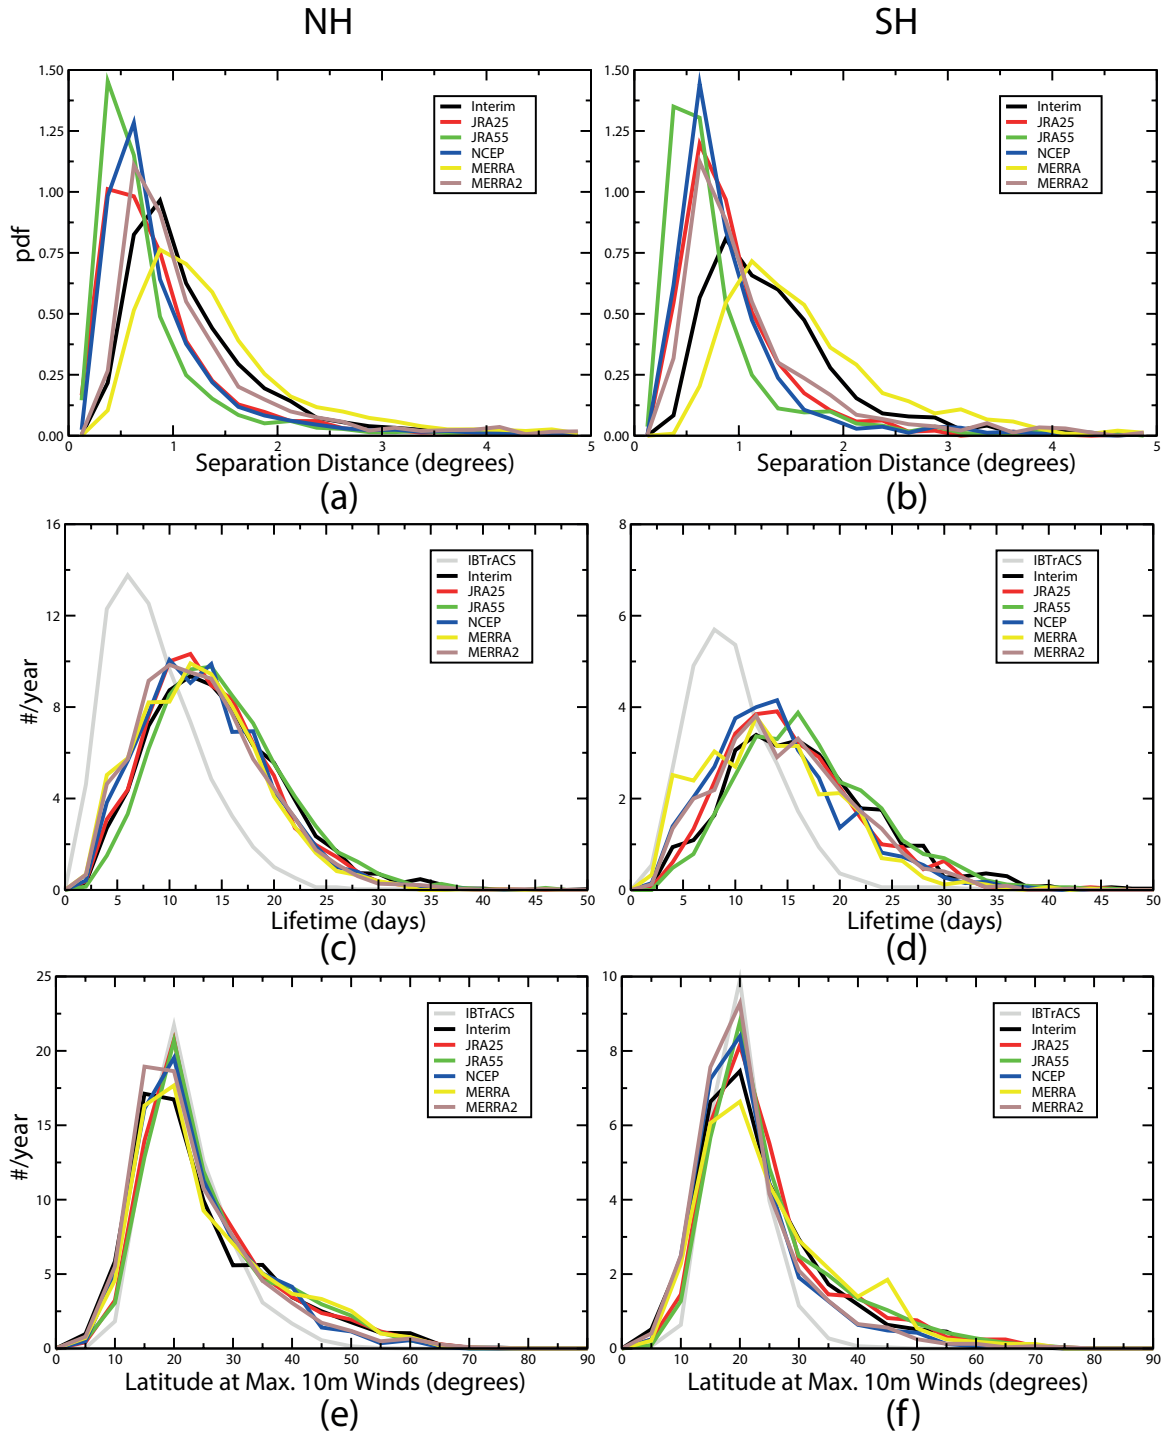 NH
SH
1.50
1.25
1.00
0.75
0.50
0.25
0.00
pdf
Interim
JRA25
JRA55
NCEP
MERRA
MERRA2
0
1
2
3
4
5
Separation Distance (degrees)
(a)
1.50
1.25
1.00
0.75
0.50
0.25
0.00
Interim
JRA25
JRA55
NCEP
MERRA
MERRA2
0
1
2
3
4
5
Separation Distance (degrees)
(b)
16
12
8
4
0
#/year
IBTrACS
Interim
JRA25
JRA55
NCEP
MERRA
MERRA2
0
5
10
15
20
25
30
35
40
45
50
Lifetime (days)
(c)
8
6
4
2
0
IBTrACS
Interim
JRA25
JRA55
NCEP
MERRA
MERRA2
0
5
10
15
20
25
30
35
40
45
50
Lifetime (days)
(d)
25
20
15
10
5
0
#/year
IBTrACS
Interim
JRA25
JRA55
NCEP
MERRA
MERRA2
0
10
20
30
40
50
60
70
80
90
Latitude at Max. 10m Winds (degrees)
(e)
10
8
6
4
2
0
IBTrACS
Interim
JRA25
JRA55
NCEP
MERRA
MERRA2
0
10
20
30
40
50
60
70
80
90
Latitude at Max. 10m Winds (degrees)
(f)